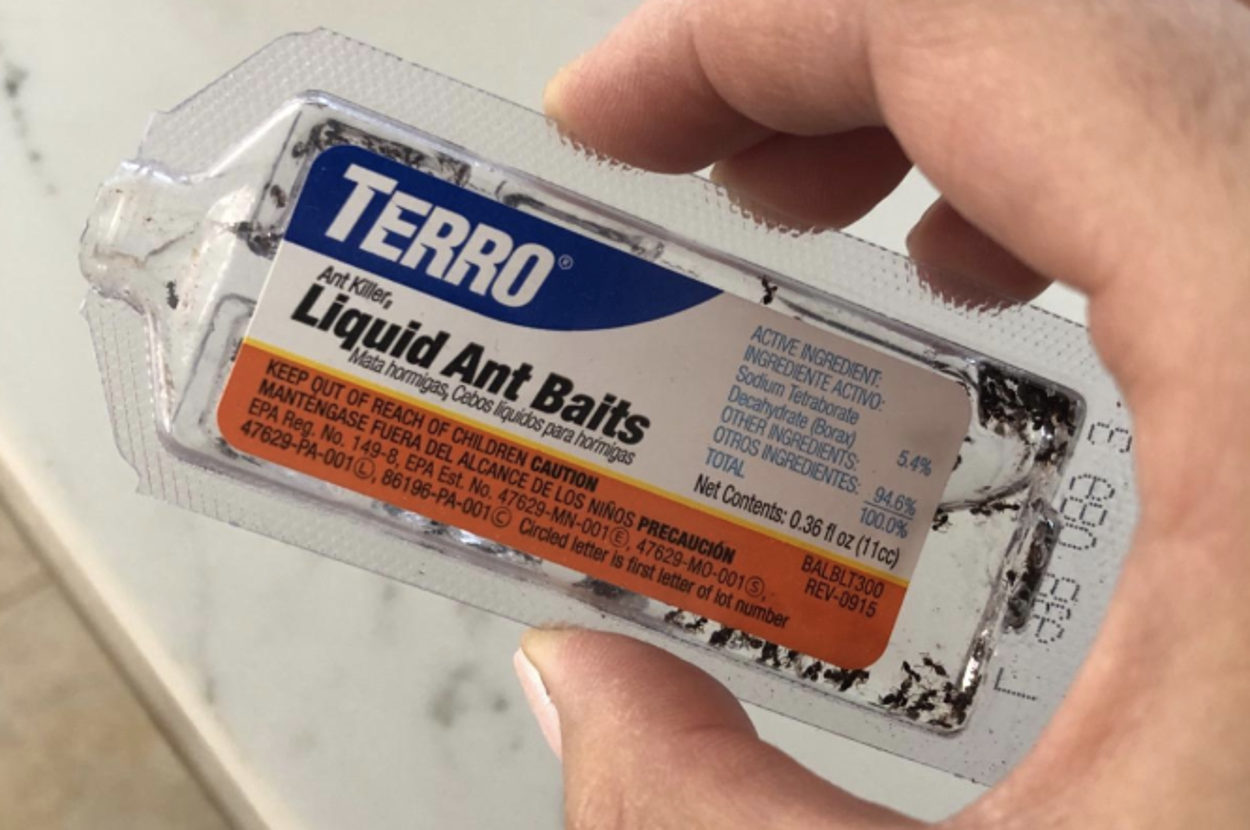 TERRO®
Ant Killer,
Liquid Ant Baits
Mata hormigas, Cebos líquidos para hormigas
KEEP OUT OF REACH OF CHILDREN CAUTION
MANTÉNGASE FUERA DEL ALCANCE DE LOS NIÑOS PRECAUCIÓN
EPA Reg. No. 149-8, EPA Est. No. 47629-MN-001Ⓔ, 47629-MO-001Ⓢ,
47629-PA-001Ⓛ, 86196-PA-001Ⓒ Circled letter is first letter of lot number
ACTIVE INGREDIENT:
INGREDIENTE ACTIVO:
Sodium Tetraborate
Decahydrate (Borax) 5.4%
OTHER INGREDIENTS:
OTROS INGREDIENTES: 94.6%
TOTAL 100.0%
Net Contents: 0.36 fl oz (11cc)
BALBLT300
REV-0915